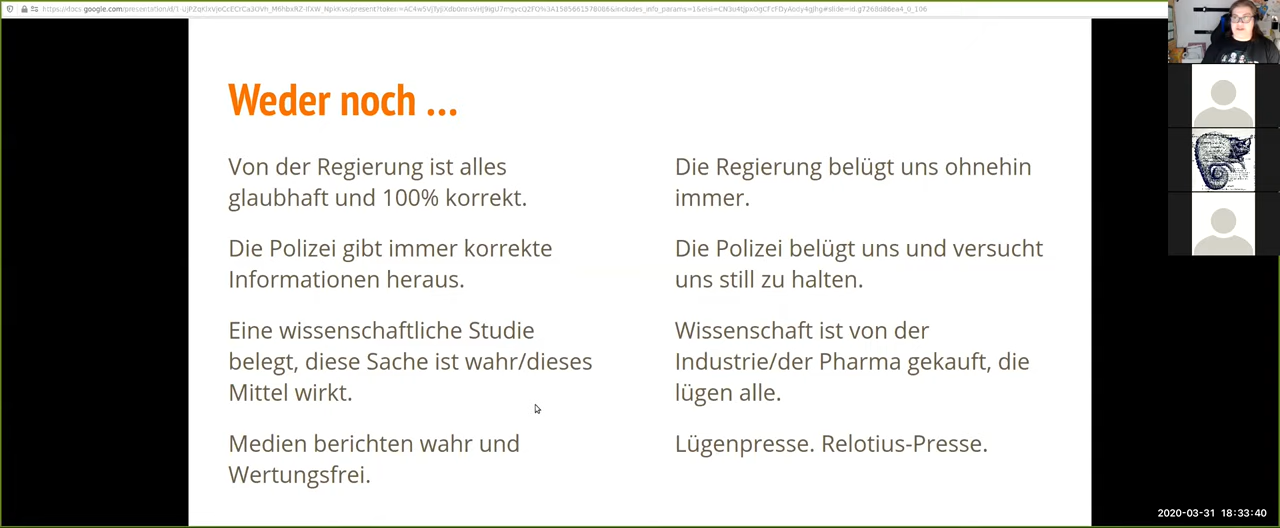 Weder noch ...
Von der Regierung ist alles
glaubhaft und 100% korrekt.
Die Polizei gibt immer korrekte
Informationen heraus.
Eine wissenschaftliche Studie
belegt, diese Sache ist wahr/dieses
Mittel wirkt.
Medien berichten wahr und
Wertungsfrei.
Die Regierung belügt uns ohnehin
immer.
Die Polizei belügt uns und versucht
uns still zu halten.
Wissenschaft ist von der
Industrie/der Pharma gekauft, die
lügen alle.
Lügenpresse. Relotius-Presse.
2020-03-31 18:33:40